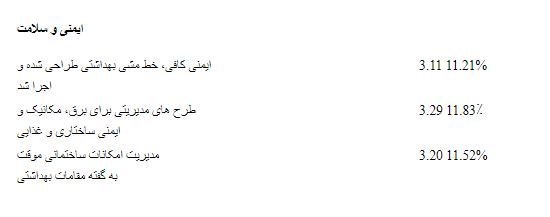 ایمنی و سلامت
ایمنی کافی، خط مشی بهداشتی طراحی شده و 3.11 11.21%
اجرا شد
طرح های مدیریتی برای برق، مکانیک و 3.29 11.83٪
ایمنی ساختاری و غذایی
مدیریت امکانات ساختمانی موقت 3.20 11.52%
به گفته مقامات بهداشتی